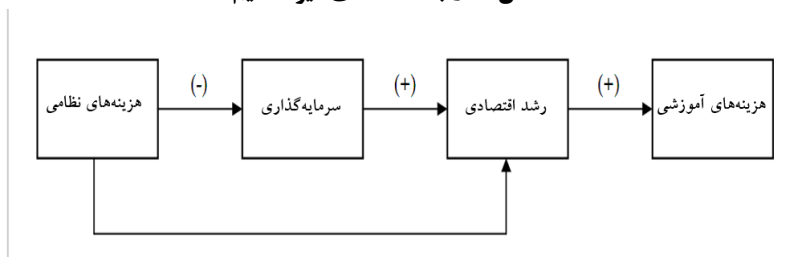 (-)
(+)
(+)
هزینه‌های نظامی
سرمایه‌گذاری
رشد اقتصادی
هزینه‌های آموزشی